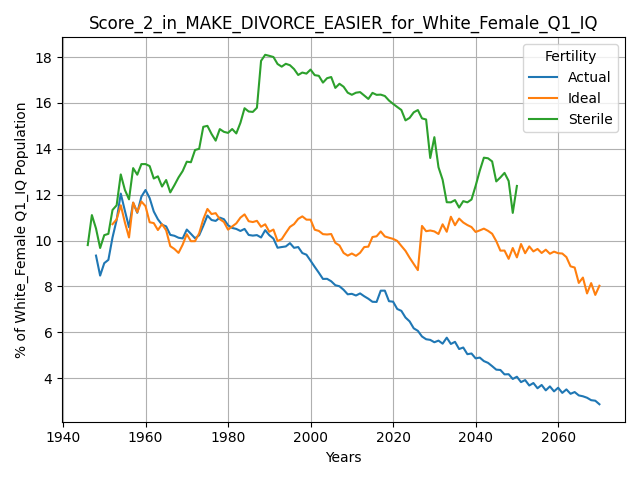 Score_2_in_MAKE_DIVORCE_EASIER_for_White_Female_Q1_IQ
% of White_Female Q1_IQ Population
18
16
14
12
10
8
6
4
1940 1960 1980 2000 2020 2040 2060
Years
Fertility
Actual
Ideal
Sterile